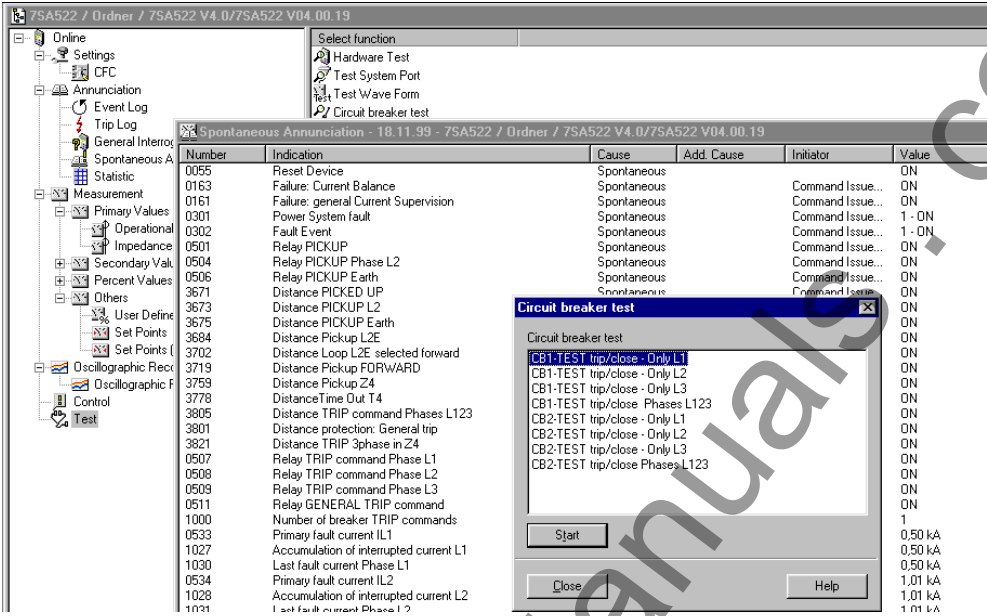 7SA522 / Ordner / 7SA522 V4.0/7SA522 V04.00.19
Online
Settings
CFC
Annunciation
Event Log
Trip Log
General Interrog
Spontaneous A
Statistic
Measurement
Primary Values
Operational
Impedance
Secondary Valu
Percent Values
Others
User Define
Set Points
Set Points (
Oscillographic Reco
Oscillographic F
Control
Test
Select function
Hardware Test
Test System Port
Test Wave Form
Circuit breaker test
Spontaneous Annunciation - 18.11.99 - 7SA522 / Ordner / 7SA522 V4.0/7SA522 V04.00.19
Number Indication Cause Add. Cause Initiator Value
0055 Reset Device Spontaneous ON
0163 Failure: Current Balance Spontaneous Command Issue... ON
0161 Failure: general Current Supervision Spontaneous Command Issue... ON
0301 Power System fault Spontaneous Command Issue... 1 - ON
0302 Fault Event Spontaneous Command Issue... 1 - ON
0501 Relay PICKUP Spontaneous Command Issue... ON
0504 Relay PICKUP Phase L2 Spontaneous Command Issue... ON
0506 Relay PICKUP Earth Spontaneous Command Issue... ON
3671 Distance PICKED UP Spontaneous Command Issue... ON
3673 Distance PICKUP L2 ON
3675 Distance PICKUP Earth ON
3684 Distance Pickup L2E ON
3702 Distance Loop L2E selected forward ON
3719 Distance Pickup FORWARD ON
3759 Distance Pickup Z4 ON
3778 DistanceTime Out T4 ON
3805 Distance TRIP command Phases L123 ON
3801 Distance protection: General trip ON
3821 Distance TRIP 3phase in Z4 ON
0507 Relay TRIP command Phase L1 ON
0508 Relay TRIP command Phase L2 ON
0509 Relay TRIP command Phase L3 ON
0511 Relay GENERAL TRIP command ON
1000 Number of breaker TRIP commands 1
0533 Primary fault current IL1 0,50 kA
1027 Accumulation of interrupted current L1 0,50 kA
1030 Last fault current Phase L1 0,50 kA
0534 Primary fault current IL2 1,01 kA
1028 Accumulation of interrupted current L2 1,01 kA
1031 Last fault current Phase L2 1,01 kA
Circuit breaker test
Circuit breaker test
CB1-TEST trip/close - Only L1
CB1-TEST trip/close - Only L2
CB1-TEST trip/close - Only L3
CB1-TEST trip/close Phases L123
CB2-TEST trip/close - Only L1
CB2-TEST trip/close - Only L2
CB2-TEST trip/close - Only L3
CB2-TEST trip/close Phases L123
Start
Close
Help